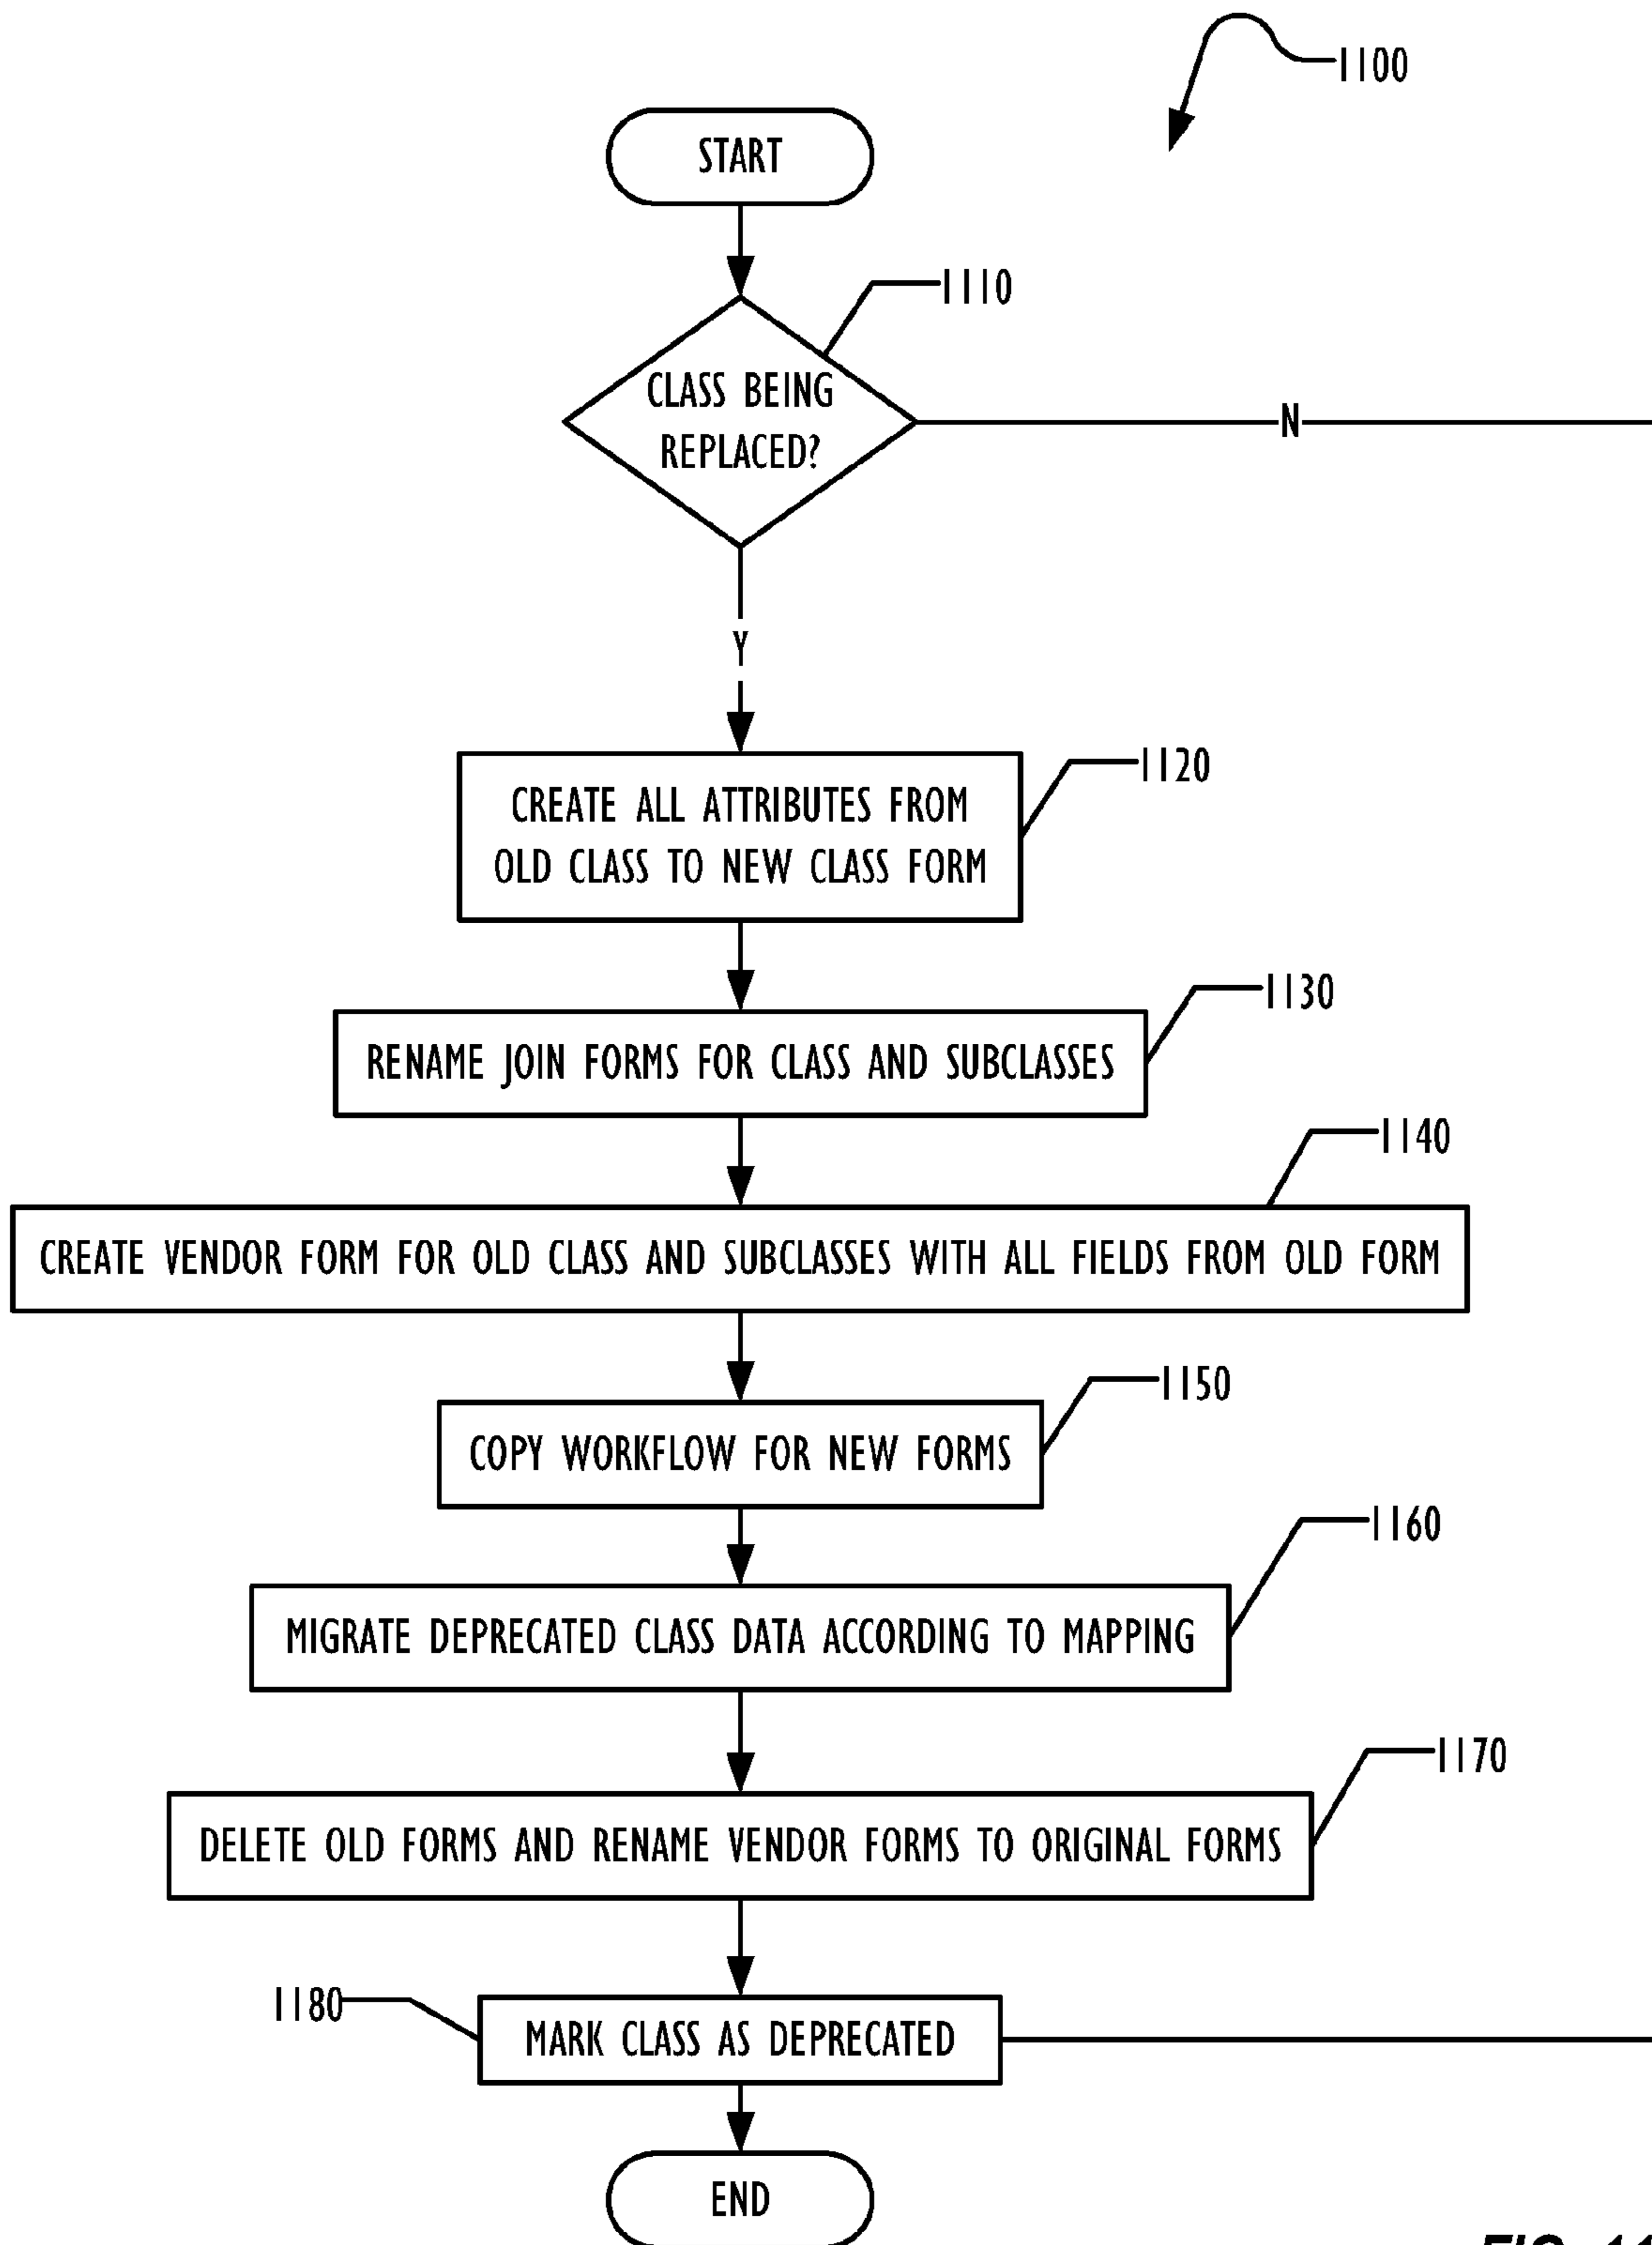 1100
START
1110
CLASS BEING
REPLACED?
N
Y
1120
CREATE ALL ATTRIBUTES FROM
OLD CLASS TO NEW CLASS FORM
1130
RENAME JOIN FORMS FOR CLASS AND SUBCLASSES
1140
CREATE VENDOR FORM FOR OLD CLASS AND SUBCLASSES WITH ALL FIELDS FROM OLD FORM
1150
COPY WORKFLOW FOR NEW FORMS
1160
MIGRATE DEPRECATED CLASS DATA ACCORDING TO MAPPING
1170
DELETE OLD FORMS AND RENAME VENDOR FORMS TO ORIGINAL FORMS
1180
MARK CLASS AS DEPRECATED
END
FIG. 11